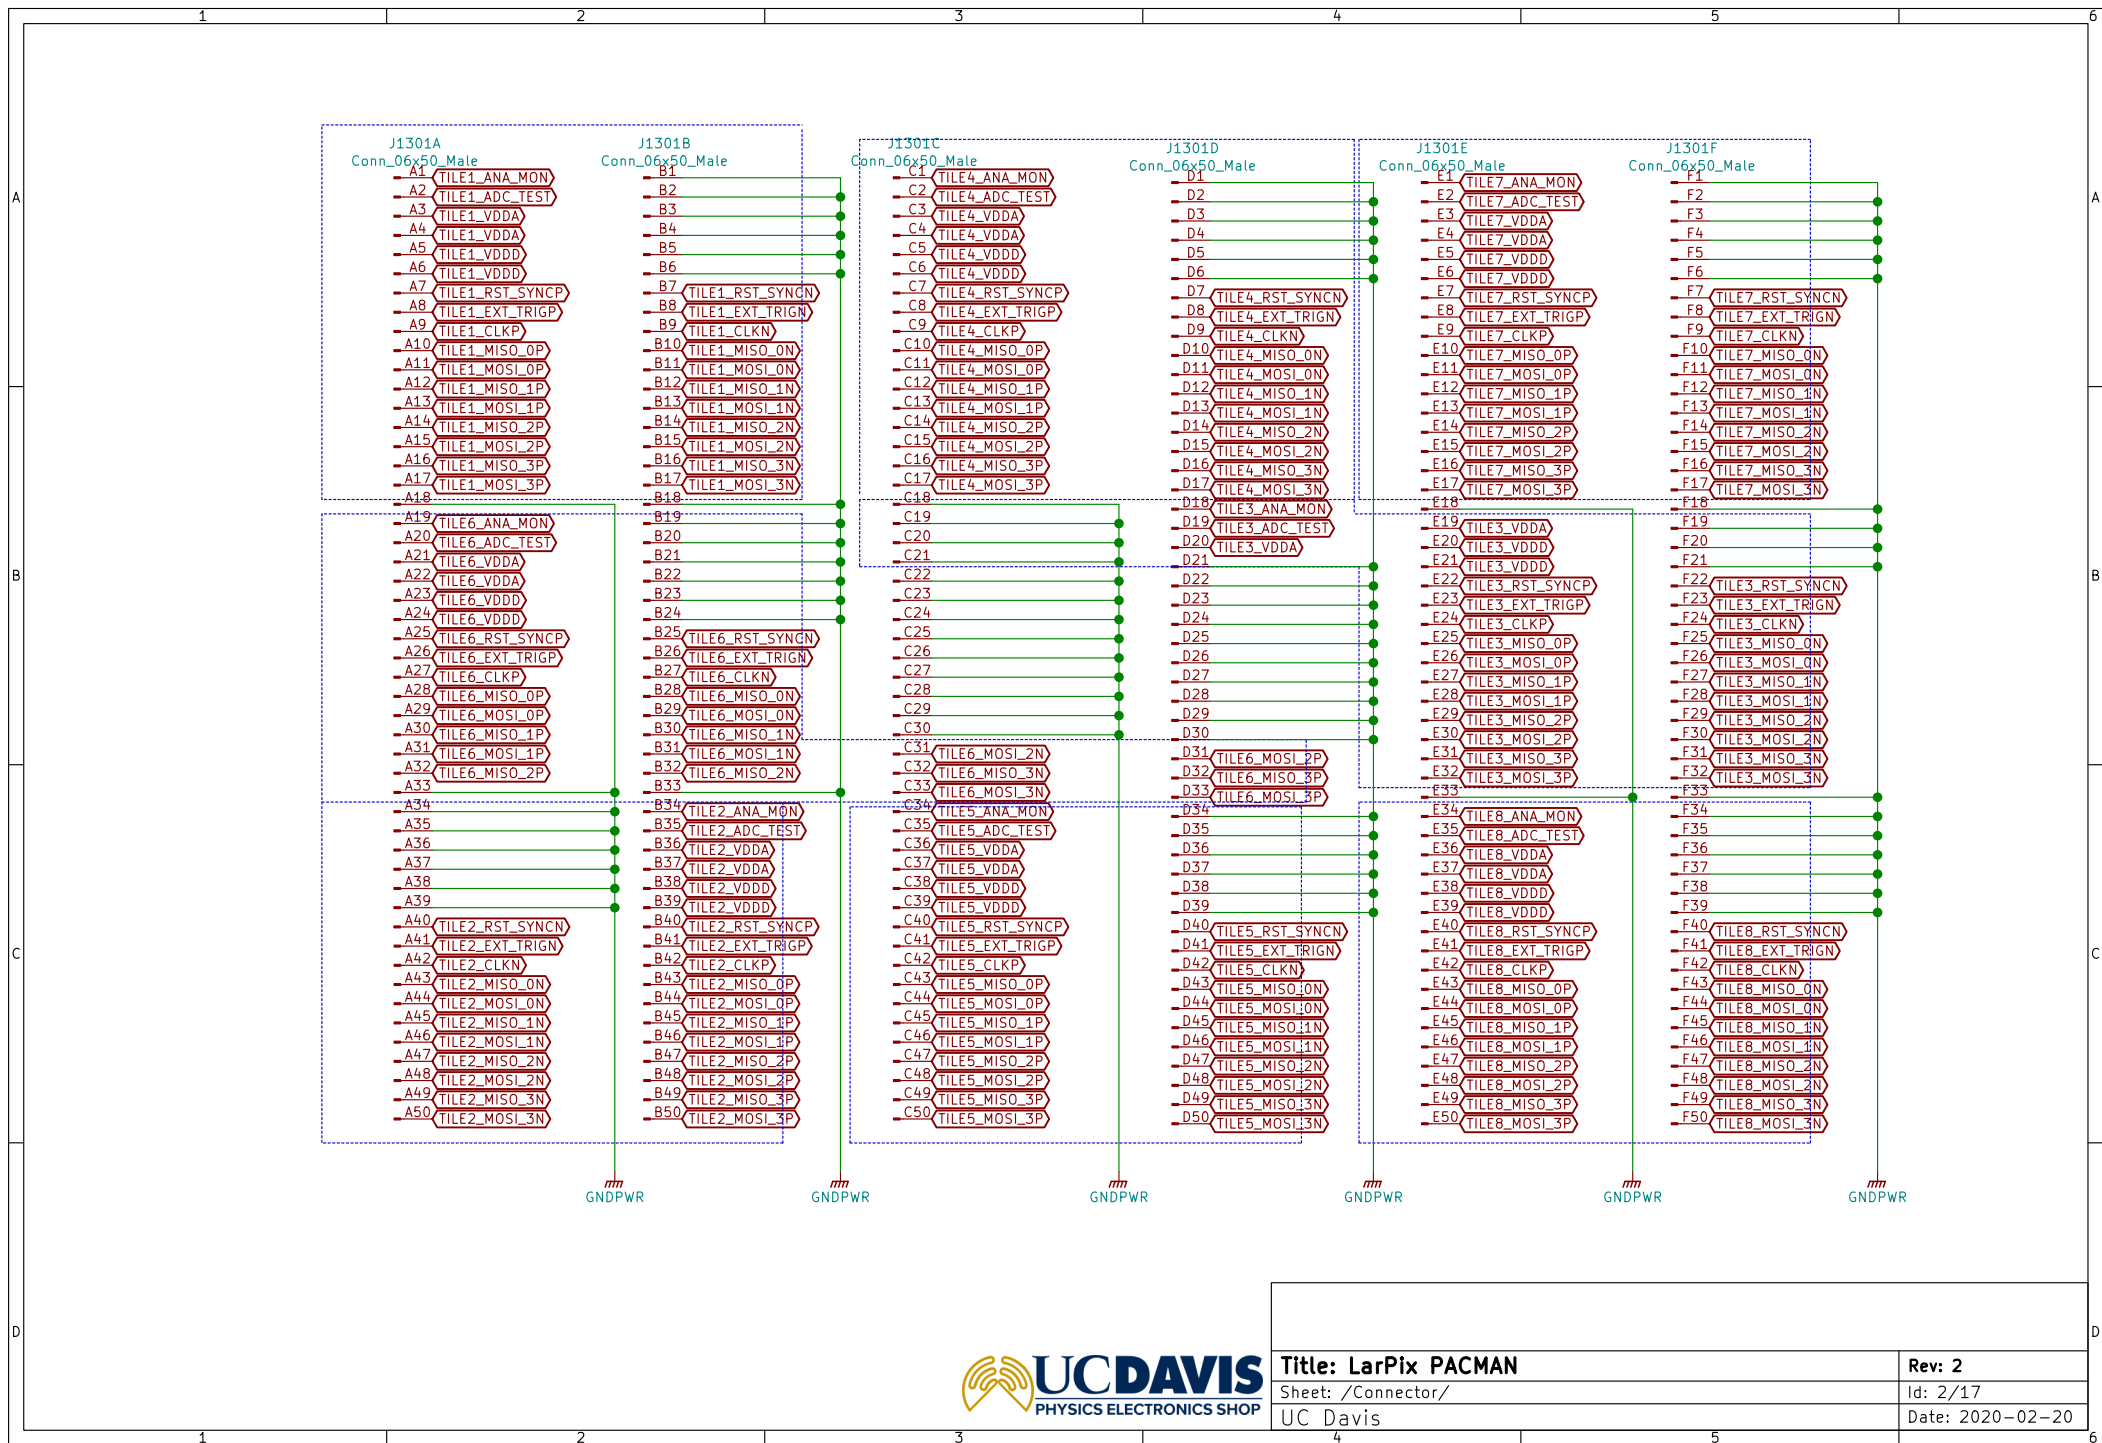 1 2 3 4 5 6
A
B
C
D
J1301A
Conn_06x50_Male
A1 TILE1_ANA_MON
A2 TILE1_ADC_TEST
A3 TILE1_VDDA
A4 TILE1_VDDA
A5 TILE1_VDDD
A6 TILE1_VDDD
A7 TILE1_RST_SYNCP
A8 TILE1_EXT_TRIGP
A9 TILE1_CLKP
A10 TILE1_MISO_0P
A11 TILE1_MOSI_0P
A12 TILE1_MISO_1P
A13 TILE1_MOSI_1P
A14 TILE1_MISO_2P
A15 TILE1_MOSI_2P
A16 TILE1_MISO_3P
A17 TILE1_MOSI_3P
A18
A19 TILE6_ANA_MON
A20 TILE6_ADC_TEST
A21 TILE6_VDDA
A22 TILE6_VDDA
A23 TILE6_VDDD
A24 TILE6_VDDD
A25 TILE6_RST_SYNCP
A26 TILE6_EXT_TRIGP
A27 TILE6_CLKP
A28 TILE6_MISO_0P
A29 TILE6_MOSI_0P
A30 TILE6_MISO_1P
A31 TILE6_MOSI_1P
A32 TILE6_MISO_2P
A33
A34
A35
A36
A37
A38
A39
A40 TILE2_RST_SYNCN
A41 TILE2_EXT_TRIGN
A42 TILE2_CLKN
A43 TILE2_MISO_0N
A44 TILE2_MOSI_0N
A45 TILE2_MISO_1N
A46 TILE2_MOSI_1N
A47 TILE2_MISO_2N
A48 TILE2_MOSI_2N
A49 TILE2_MISO_3N
A50 TILE2_MOSI_3N
GNDPWR
J1301B
Conn_06x50_Male
B1
B2
B3
B4
B5
B6
B7 TILE1_RST_SYNCN
B8 TILE1_EXT_TRIGN
B9 TILE1_CLKN
B10 TILE1_MISO_0N
B11 TILE1_MOSI_0N
B12 TILE1_MISO_1N
B13 TILE1_MOSI_1N
B14 TILE1_MISO_2N
B15 TILE1_MOSI_2N
B16 TILE1_MISO_3N
B17 TILE1_MOSI_3N
B18
B19
B20
B21
B22
B23
B24
B25 TILE6_RST_SYNCN
B26 TILE6_EXT_TRIGN
B27 TILE6_CLKN
B28 TILE6_MISO_0N
B29 TILE6_MOSI_0N
B30 TILE6_MISO_1N
B31 TILE6_MOSI_1N
B32 TILE6_MISO_2N
B33
B34 TILE2_ANA_MON
B35 TILE2_ADC_TEST
B36 TILE2_VDDA
B37 TILE2_VDDA
B38 TILE2_VDDD
B39 TILE2_VDDD
B40 TILE2_RST_SYNCP
B41 TILE2_EXT_TRIGP
B42 TILE2_CLKP
B43 TILE2_MISO_0P
B44 TILE2_MOSI_0P
B45 TILE2_MISO_1P
B46 TILE2_MOSI_1P
B47 TILE2_MISO_2P
B48 TILE2_MOSI_2P
B49 TILE2_MISO_3P
B50 TILE2_MOSI_3P
GNDPWR
J1301C
Conn_06x50_Male
C1 TILE4_ANA_MON
C2 TILE4_ADC_TEST
C3 TILE4_VDDA
C4 TILE4_VDDA
C5 TILE4_VDDD
C6 TILE4_VDDD
C7 TILE4_RST_SYNCP
C8 TILE4_EXT_TRIGP
C9 TILE4_CLKP
C10 TILE4_MISO_0P
C11 TILE4_MOSI_0P
C12 TILE4_MISO_1P
C13 TILE4_MOSI_1P
C14 TILE4_MISO_2P
C15 TILE4_MOSI_2P
C16 TILE4_MISO_3P
C17 TILE4_MOSI_3P
C18
C19
C20
C21
C22
C23
C24
C25
C26
C27
C28
C29
C30
C31 TILE6_MOSI_2N
C32 TILE6_MISO_3N
C33 TILE6_MOSI_3N
C34 TILE5_ANA_MON
C35 TILE5_ADC_TEST
C36 TILE5_VDDA
C37 TILE5_VDDA
C38 TILE5_VDDD
C39 TILE5_VDDD
C40 TILE5_RST_SYNCP
C41 TILE5_EXT_TRIGP
C42 TILE5_CLKP
C43 TILE5_MISO_0P
C44 TILE5_MOSI_0P
C45 TILE5_MISO_1P
C46 TILE5_MOSI_1P
C47 TILE5_MISO_2P
C48 TILE5_MOSI_2P
C49 TILE5_MISO_3P
C50 TILE5_MOSI_3P
GNDPWR
J1301D
Conn_06x50_Male
D1
D2
D3
D4
D5
D6
D7 TILE4_RST_SYNCN
D8 TILE4_EXT_TRIGN
D9 TILE4_CLKN
D10 TILE4_MISO_0N
D11 TILE4_MOSI_0N
D12 TILE4_MISO_1N
D13 TILE4_MOSI_1N
D14 TILE4_MISO_2N
D15 TILE4_MOSI_2N
D16 TILE4_MISO_3N
D17 TILE4_MOSI_3N
D18 TILE3_ANA_MON
D19 TILE3_ADC_TEST
D20 TILE3_VDDA
D21
D22
D23
D24
D25
D26
D27
D28
D29
D30
D31 TILE6_MOSI_2P
D32 TILE6_MISO_3P
D33 TILE6_MOSI_3P
D34
D35
D36
D37
D38
D39
D40 TILE5_RST_SYNCN
D41 TILE5_EXT_TRIGN
D42 TILE5_CLKN
D43 TILE5_MISO_0N
D44 TILE5_MOSI_0N
D45 TILE5_MISO_1N
D46 TILE5_MOSI_1N
D47 TILE5_MISO_2N
D48 TILE5_MOSI_2N
D49 TILE5_MISO_3N
D50 TILE5_MOSI_3N
GNDPWR
J1301E
Conn_06x50_Male
E1 TILE7_ANA_MON
E2 TILE7_ADC_TEST
E3 TILE7_VDDA
E4 TILE7_VDDA
E5 TILE7_VDDD
E6 TILE7_VDDD
E7 TILE7_RST_SYNCP
E8 TILE7_EXT_TRIGP
E9 TILE7_CLKP
E10 TILE7_MISO_0P
E11 TILE7_MOSI_0P
E12 TILE7_MISO_1P
E13 TILE7_MOSI_1P
E14 TILE7_MISO_2P
E15 TILE7_MOSI_2P
E16 TILE7_MISO_3P
E17 TILE7_MOSI_3P
E18
E19 TILE3_VDDA
E20 TILE3_VDDD
E21 TILE3_VDDD
E22 TILE3_RST_SYNCP
E23 TILE3_EXT_TRIGP
E24 TILE3_CLKP
E25 TILE3_MISO_0P
E26 TILE3_MOSI_0P
E27 TILE3_MISO_1P
E28 TILE3_MOSI_1P
E29 TILE3_MISO_2P
E30 TILE3_MOSI_2P
E31 TILE3_MISO_3P
E32 TILE3_MOSI_3P
E33
E34 TILE8_ANA_MON
E35 TILE8_ADC_TEST
E36 TILE8_VDDA
E37 TILE8_VDDA
E38 TILE8_VDDD
E39 TILE8_VDDD
E40 TILE8_RST_SYNCP
E41 TILE8_EXT_TRIGP
E42 TILE8_CLKP
E43 TILE8_MISO_0P
E44 TILE8_MOSI_0P
E45 TILE8_MISO_1P
E46 TILE8_MOSI_1P
E47 TILE8_MISO_2P
E48 TILE8_MOSI_2P
E49 TILE8_MISO_3P
E50 TILE8_MOSI_3P
GNDPWR
J1301F
Conn_06x50_Male
F1
F2
F3
F4
F5
F6
F7 TILE7_RST_SYNCN
F8 TILE7_EXT_TRIGN
F9 TILE7_CLKN
F10 TILE7_MISO_0N
F11 TILE7_MOSI_0N
F12 TILE7_MISO_1N
F13 TILE7_MOSI_1N
F14 TILE7_MISO_2N
F15 TILE7_MOSI_2N
F16 TILE7_MISO_3N
F17 TILE7_MOSI_3N
F18
F19
F20
F21
F22 TILE3_RST_SYNCN
F23 TILE3_EXT_TRIGN
F24 TILE3_CLKN
F25 TILE3_MISO_0N
F26 TILE3_MOSI_0N
F27 TILE3_MISO_1N
F28 TILE3_MOSI_1N
F29 TILE3_MISO_2N
F30 TILE3_MOSI_2N
F31 TILE3_MISO_3N
F32 TILE3_MOSI_3N
F33
F34
F35
F36
F37
F38
F39
F40 TILE8_RST_SYNCN
F41 TILE8_EXT_TRIGN
F42 TILE8_CLKN
F43 TILE8_MISO_0N
F44 TILE8_MOSI_0N
F45 TILE8_MISO_1N
F46 TILE8_MOSI_1N
F47 TILE8_MISO_2N
F48 TILE8_MOSI_2N
F49 TILE8_MISO_3N
F50 TILE8_MOSI_3N
GNDPWR
A
B
C
D
UCDAVIS
PHYSICS ELECTRONICS SHOP
Title: LarPix PACMAN
Rev: 2
Sheet: /Connector/
Id: 2/17
UC Davis
Date: 2020-02-20
1 2 3 4 5 6